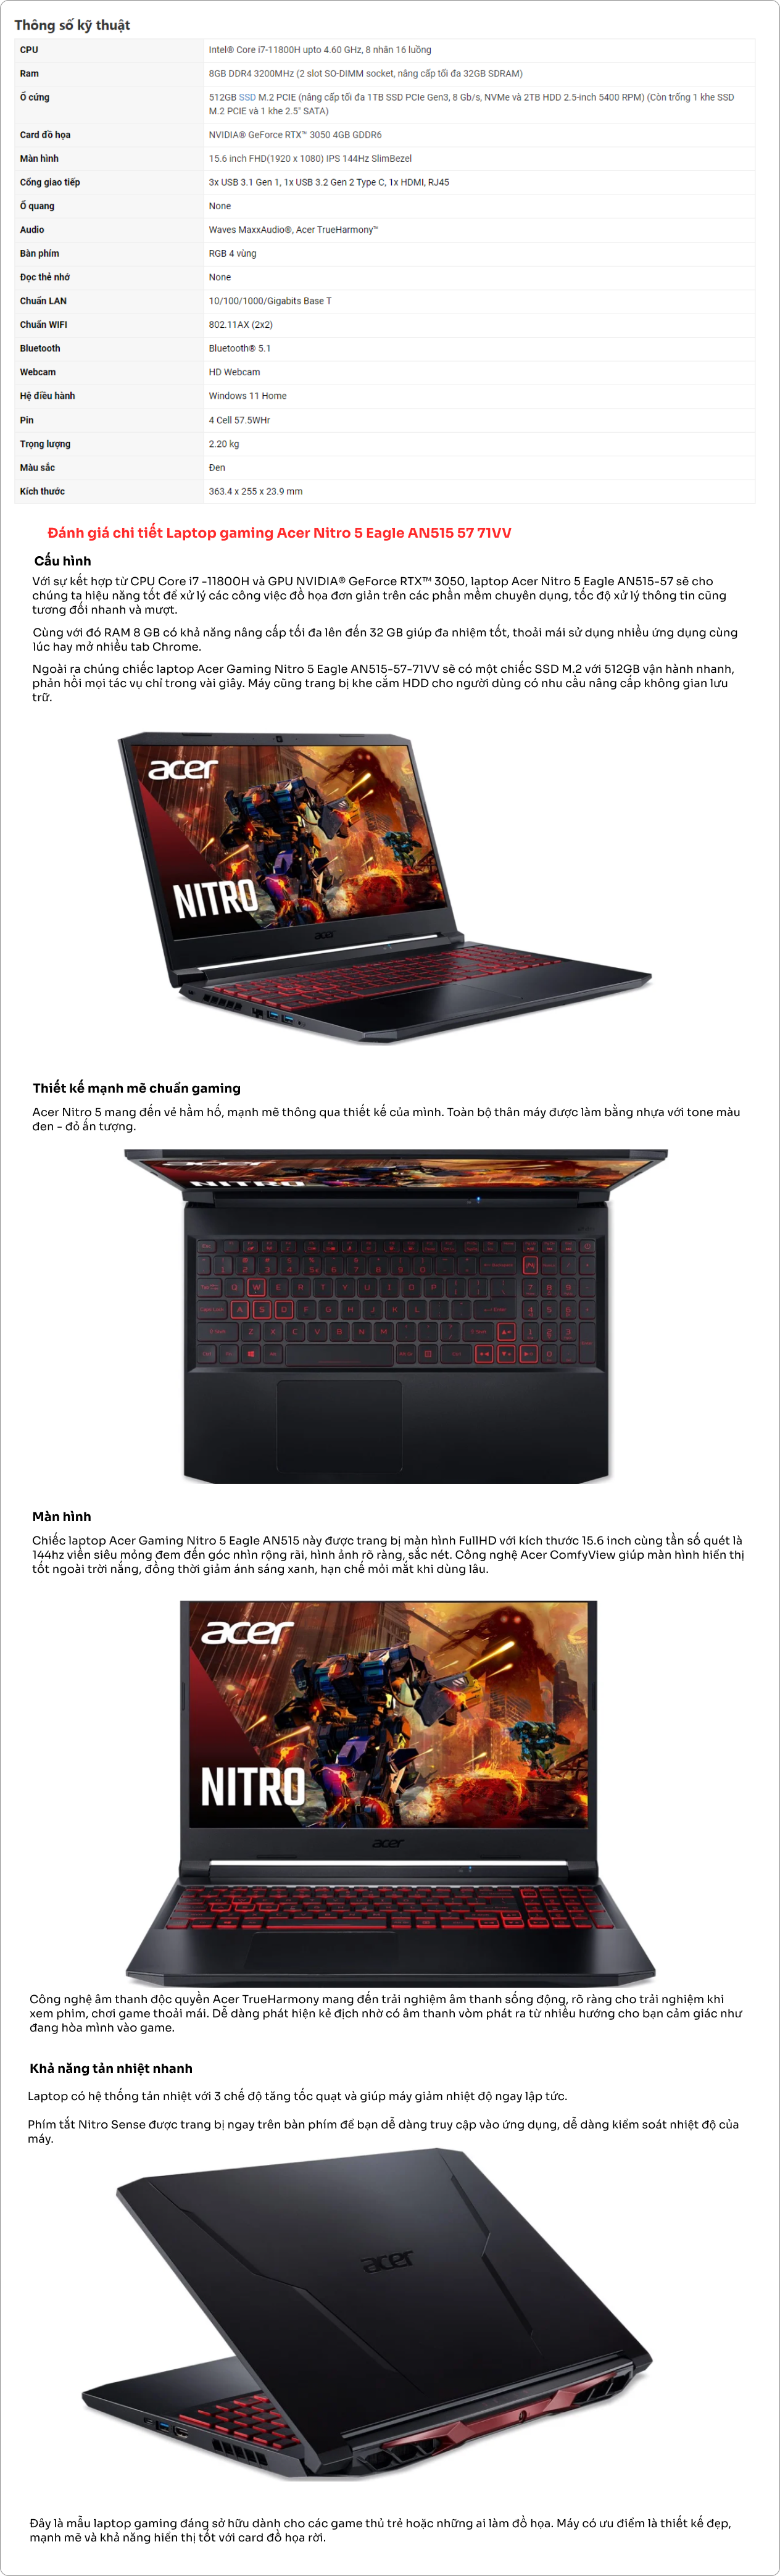 Thông số kỹ thuật
CPU Intel® Core i7-11800H upto 4.60 GHz, 8 nhân 16 luồng
Ram 8GB DDR4 3200MHz (2 slot SO-DIMM socket, nâng cấp tối đa 32GB SDRAM)
Ổ cứng 512GB SSD M.2 PCIE (nâng cấp tối đa 1TB SSD PCIe Gen3, 8 Gb/s, NVMe và 2TB HDD 2.5-inch 5400 RPM) (Còn trống 1 khe SSD
M.2 PCIE và 1 khe 2.5" SATA)
Card đồ họa NVIDIA® GeForce RTX™ 3050 4GB GDDR6
Màn hình 15.6 inch FHD(1920 x 1080) IPS 144Hz SlimBezel
Cổng giao tiếp 3x USB 3.1 Gen 1, 1x USB 3.2 Gen 2 Type C, 1x HDMI, RJ45
Ổ quang None
Audio Waves MaxxAudio®, Acer TrueHarmony™
Bàn phím RGB 4 vùng
Đọc thẻ nhớ None
Chuẩn LAN 10/100/1000/Gigabits Base T
Chuẩn WIFI 802.11AX (2x2)
Bluetooth Bluetooth® 5.1
Webcam HD Webcam
Hệ điều hành Windows 11 Home
Pin 4 Cell 57.5WHr
Trọng lượng 2.20 kg
Màu sắc Đen
Kích thước 363.4 x 255 x 23.9 mm
Đánh giá chi tiết Laptop gaming Acer Nitro 5 Eagle AN515 57 71VV
Cấu hình
Với sự kết hợp từ CPU Core i7 -11800H và GPU NVIDIA® GeForce RTX™ 3050, laptop Acer Nitro 5 Eagle AN515-57 sẽ cho
chúng ta hiệu năng tốt để xử lý các công việc đồ họa đơn giản trên các phần mềm chuyên dụng, tốc độ xử lý thông tin cũng
tương đối nhanh và mượt.
Cùng với đó RAM 8 GB có khả năng nâng cấp tối đa lên đến 32 GB giúp đa nhiệm tốt, thoải mái sử dụng nhiều ứng dụng cùng
lúc hay mở nhiều tab Chrome.
Ngoài ra chúng chiếc laptop Acer Gaming Nitro 5 Eagle AN515-57-71VV sẽ có một chiếc SSD M.2 với 512GB vận hành nhanh,
phản hồi mọi tác vụ chỉ trong vài giây. Máy cũng trang bị khe cắm HDD cho người dùng có nhu cầu nâng cấp không gian lưu
trữ.
acer
NITRO
acer
Thiết kế mạnh mẽ chuẩn gaming
Acer Nitro 5 mang đến vẻ hầm hố, mạnh mẽ thông qua thiết kế của mình. Toàn bộ thân máy được làm bằng nhựa với tone màu
đen - đỏ ấn tượng.
acer
NITRO
Q W E R T Y U I O P
A S D F G H J K L
Z X C V B N M
Màn hình
Chiếc laptop Acer Gaming Nitro 5 Eagle AN515 này được trang bị màn hình FullHD với kích thước 15.6 inch cùng tần số quét là
144hz viền siêu mỏng đem đến góc nhìn rộng rãi, hình ảnh rõ ràng, sắc nét. Công nghệ Acer ComfyView giúp màn hình hiển thị
tốt ngoài trời nắng, đồng thời giảm ánh sáng xanh, hạn chế mỏi mắt khi dùng lâu.
acer
NITRO
acer
Công nghệ âm thanh độc quyền Acer TrueHarmony mang đến trải nghiệm âm thanh sống động, rõ ràng cho trải nghiệm khi
xem phim, chơi game thoải mái. Dễ dàng phát hiện kẻ địch nhờ có âm thanh vòm phát ra từ nhiều hướng cho bạn cảm giác như
đang hòa mình vào game.
Khả năng tản nhiệt nhanh
Laptop có hệ thống tản nhiệt với 3 chế độ tăng tốc quạt và giúp máy giảm nhiệt độ ngay lập tức.
Phím tắt Nitro Sense được trang bị ngay trên bàn phím để bạn dễ dàng truy cập vào ứng dụng, dễ dàng kiểm soát nhiệt độ của
máy.
acer
Đây là mẫu laptop gaming đáng sở hữu dành cho các game thủ trẻ hoặc những ai làm đồ họa. Máy có ưu điểm là thiết kế đẹp,
mạnh mẽ và khả năng hiển thị tốt với card đồ họa rời.